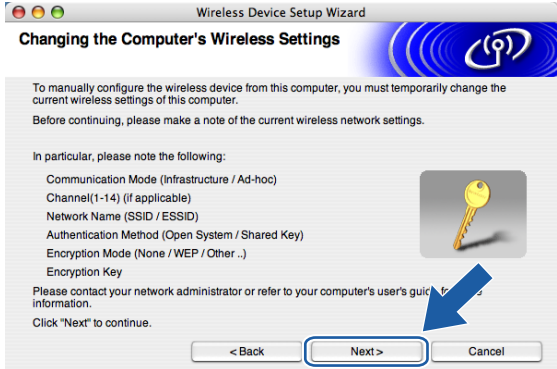 Wireless Device Setup Wizard
Changing the Computer's Wireless Settings
To manually configure the wireless device from this computer, you must temporarily change the
current wireless settings of this computer.
Before continuing, please make a note of the current wireless network settings.
In particular, please note the following:
Communication Mode (Infrastructure / Ad-hoc)
Channel(1-14) (if applicable)
Network Name (SSID / ESSID)
Authentication Method (Open System / Shared Key)
Encryption Mode (None / WEP / Other ..)
Encryption Key
Please contact your network administrator or refer to your computer's user's
information.
Click "Next" to continue.
< Back Next > Cancel